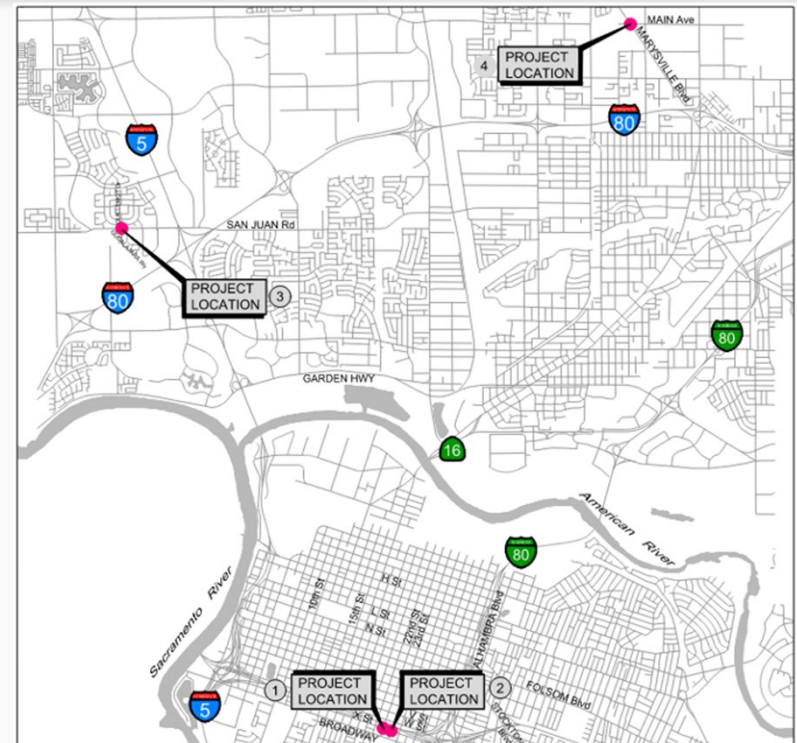 MAIN Ave
MARYSVILLE Blvd
4
PROJECT
LOCATION
80
5
SAN JUAN Rd
PROJECT
LOCATION
3
80
80
GARDEN HWY
16
American River
80
Sacramento River
H St
10th St
15th St
L St
N St
22nd St
23rd St
ALHAMBRA Blvd
1
PROJECT
LOCATION
PROJECT
LOCATION
2
FOLSOM Blvd
5
X St
W St
BROADWAY